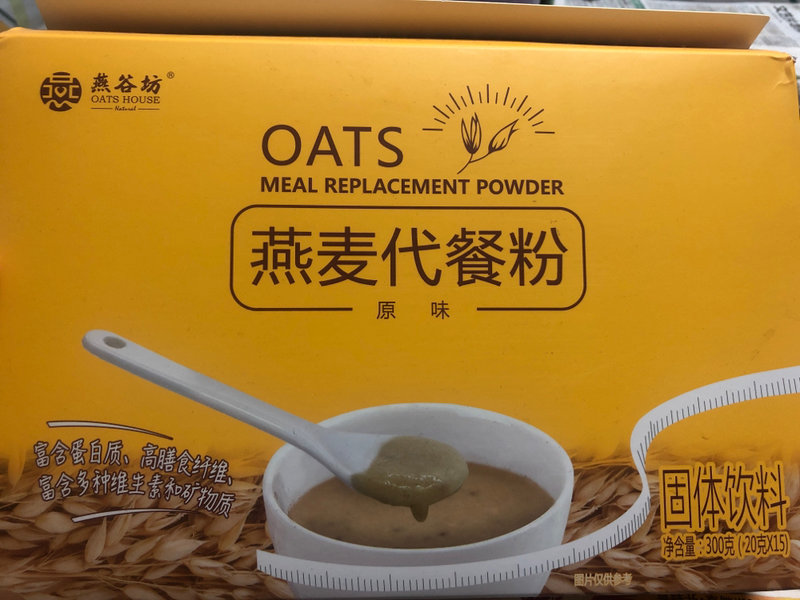 燕谷坊®
OATS HOUSE
Natural
OATS
MEAL REPLACEMENT POWDER
燕麦代餐粉
原味
富含蛋白质、高膳食纤维、
富含多种维生素和矿物质
固体饮料
净含量:300克(20克X15)
图片仅供参考